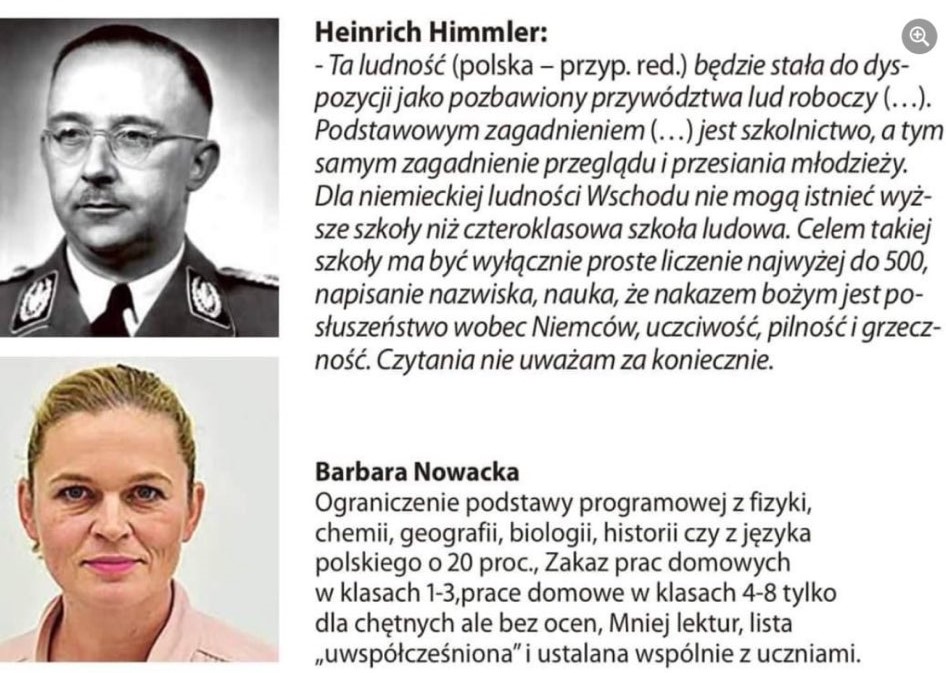 Heinrich Himmler:
- Ta ludność (polska – przyp. red.) będzie stała do dys-
pozycji jako pozbawiony przywództwa lud roboczy (…).
Podstawowym zagadnieniem (…) jest szkolnictwo, a tym
samym zagadnienie przeglądu i przesiania młodzieży.
Dla niemieckiej ludności Wschodu nie mogą istnieć wyż-
sze szkoły niż czteroklasowa szkoła ludowa. Celem takiej
szkoły ma być wyłącznie proste liczenie najwyżej do 500,
napisanie nazwiska, nauka, że nakazem bożym jest po-
słuszeństwo wobec Niemców, uczciwość, pilność i grzecz-
ność. Czytania nie uważam za koniecznie.
Barbara Nowacka
Ograniczenie podstawy programowej z fizyki,
chemii, geografii, biologii, historii czy z języka
polskiego o 20 proc., Zakaz prac domowych
w klasach 1-3,prace domowe w klasach 4-8 tylko
dla chętnych ale bez ocen, Mniej lektur, lista
„uwspółcześniona” i ustalana wspólnie z uczniami.